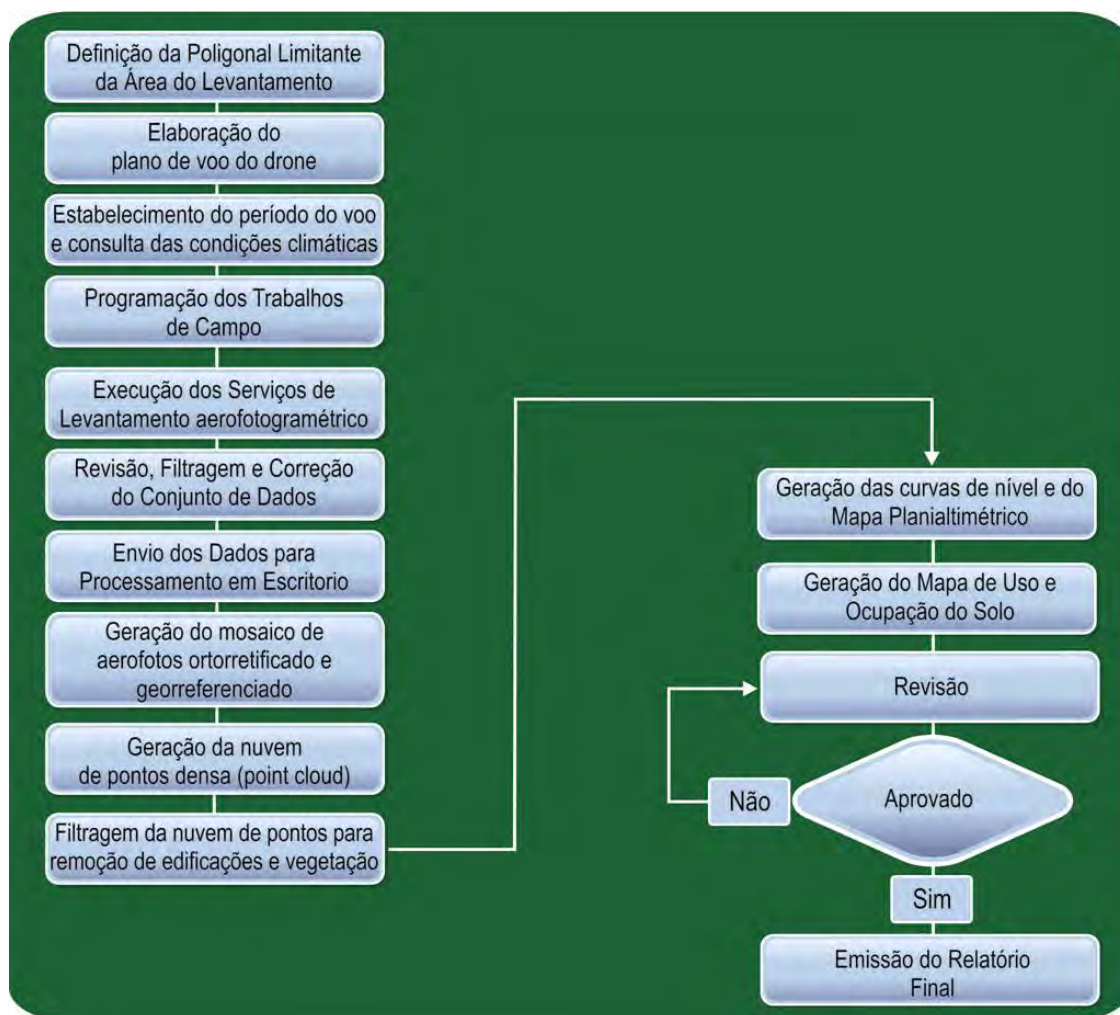 Definição da Poligonal Limitante
da Área do Levantamento
Elaboração do
plano de voo do drone
Estabelecimento do período do voo
e consulta das condições climáticas
Programação dos Trabalhos
de Campo
Execução dos Serviços de
Levantamento aerofotogramétrico
Revisão, Filtragem e Correção
do Conjunto de Dados
Envio dos Dados para
Processamento em Escritorio
Geração do mosaico de
aerofotos ortorretificado e
georreferenciado
Geração da nuvem
de pontos densa (point cloud)
Filtragem da nuvem de pontos para
remoção de edificações e vegetação
Geração das curvas de nível e do
Mapa Planialtimétrico
Geração do Mapa de Uso e
Ocupação do Solo
Revisão
Aprovado
Não
Sim
Emissão do Relatório
Final